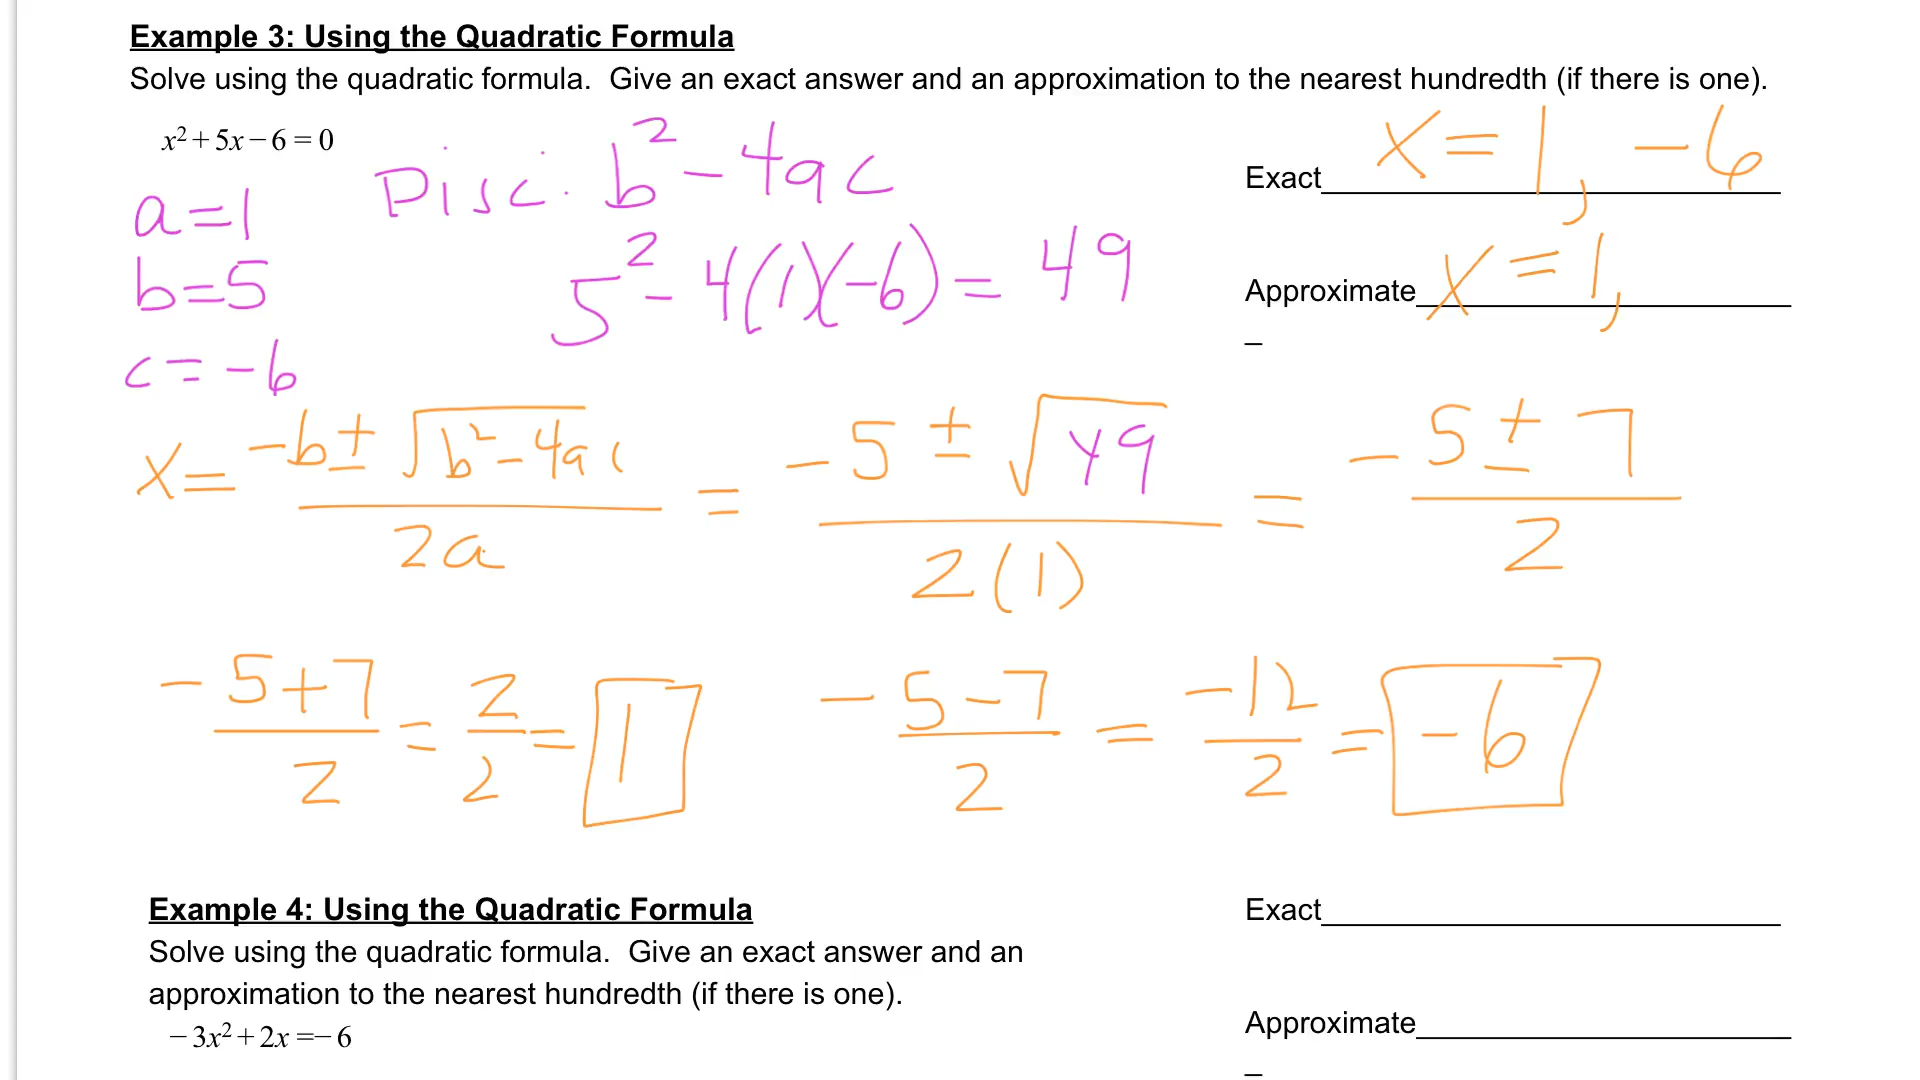 Example 3: Using the Quadratic Formula
Solve using the quadratic formula. Give an exact answer and an approximation to the nearest hundredth (if there is one).
x² + 5x − 6 = 0
Disc: b² − 4ac
Exact x = 1, −6
a = 1
b = 5
c = −6
5² − 4(1)(−6) = 49
Approximate x = 1,
x = (−b ± √(b² − 4ac)) / 2a = (−5 ± √49) / 2(1) = (−5 ± 7) / 2
(−5 + 7) / 2 = 2/2 = 1
(−5 − 7) / 2 = −12/2 = −6
Example 4: Using the Quadratic Formula
Exact
Solve using the quadratic formula. Give an exact answer and an
approximation to the nearest hundredth (if there is one).
−3x² + 2x = −6
Approximate